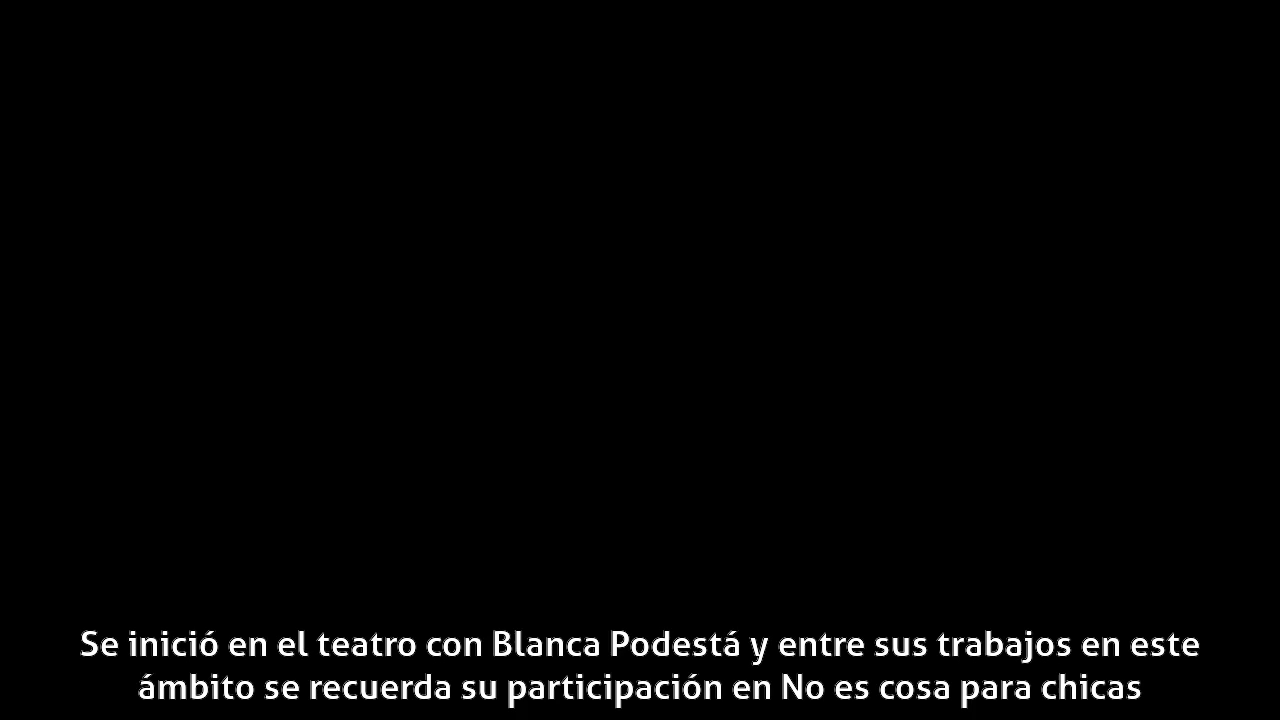 Se inició en el teatro con Blanca Podestá y entre sus trabajos en este
ámbito se recuerda su participación en No es cosa para chicas